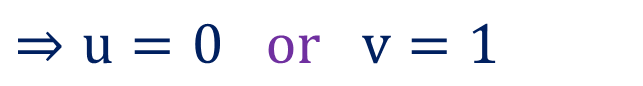 ⇒ u = 0 or v = 1